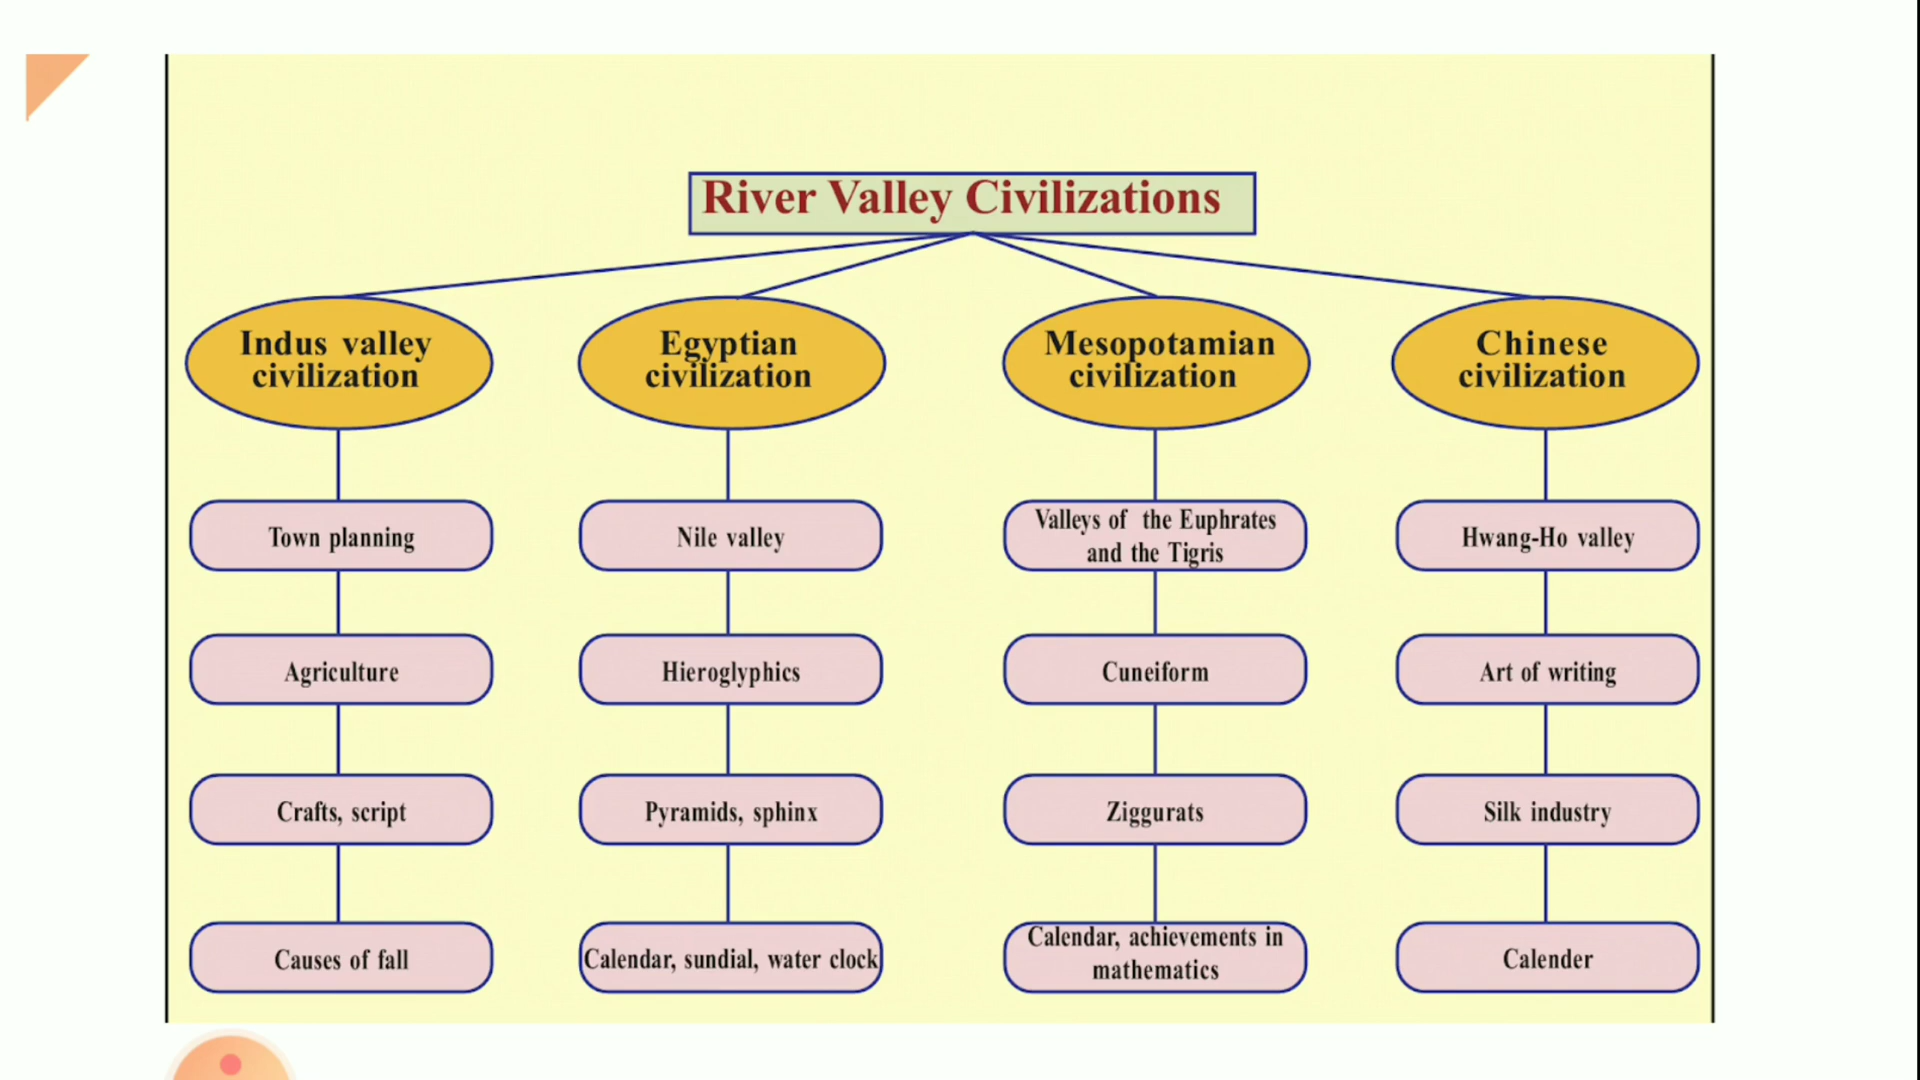 River Valley Civilizations
Indus valley
civilization
Egyptian
civilization
Mesopotamian
civilization
Chinese
civilization
Town planning
Nile valley
Valleys of the Euphrates
and the Tigris
Hwang-Ho valley
Agriculture
Hieroglyphics
Cuneiform
Art of writing
Crafts, script
Pyramids, sphinx
Ziggurats
Silk industry
Causes of fall
Calendar, sundial, water clock
Calendar, achievements in
mathematics
Calender